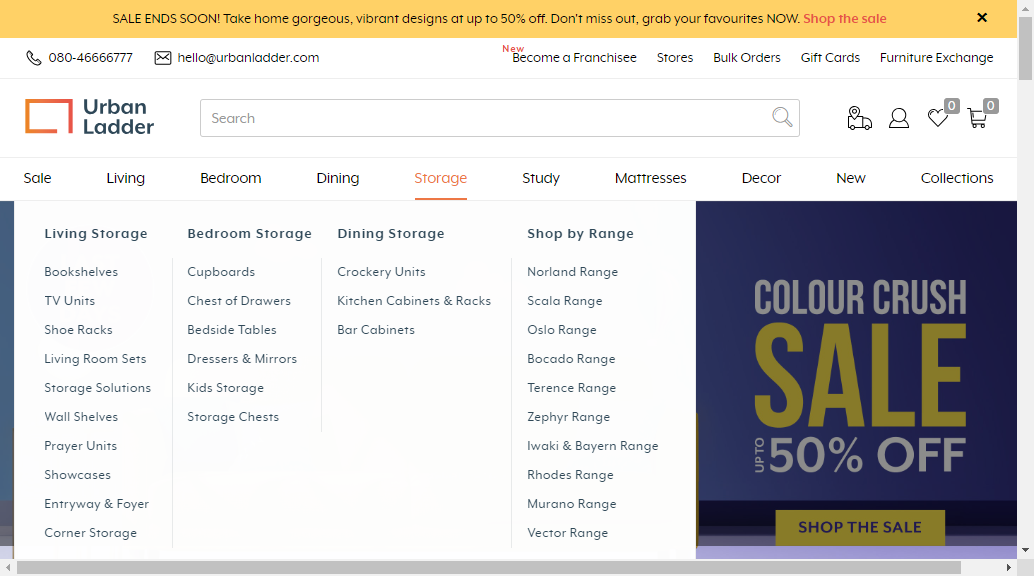 SALE ENDS SOON! Take home gorgeous, vibrant designs at up to 50% off. Don't miss out, grab your favourites NOW. Shop the sale
080-46666777
hello@urbanladder.com
New
Become a Franchisee
Stores
Bulk Orders
Gift Cards
Furniture Exchange
Urban
Ladder
Search
0
0
Sale
Living
Bedroom
Dining
Storage
Study
Mattresses
Decor
New
Collections
Living Storage
Bookshelves
TV Units
Shoe Racks
Living Room Sets
Storage Solutions
Wall Shelves
Prayer Units
Showcases
Entryway & Foyer
Corner Storage
Bedroom Storage
Cupboards
Chest of Drawers
Bedside Tables
Dressers & Mirrors
Kids Storage
Storage Chests
Dining Storage
Crockery Units
Kitchen Cabinets & Racks
Bar Cabinets
Shop by Range
Norland Range
Scala Range
Oslo Range
Bocado Range
Terence Range
Zephyr Range
Iwaki & Bayern Range
Rhodes Range
Murano Range
Vector Range
COLOUR CRUSH
SALE
UPTO 50% OFF
SHOP THE SALE